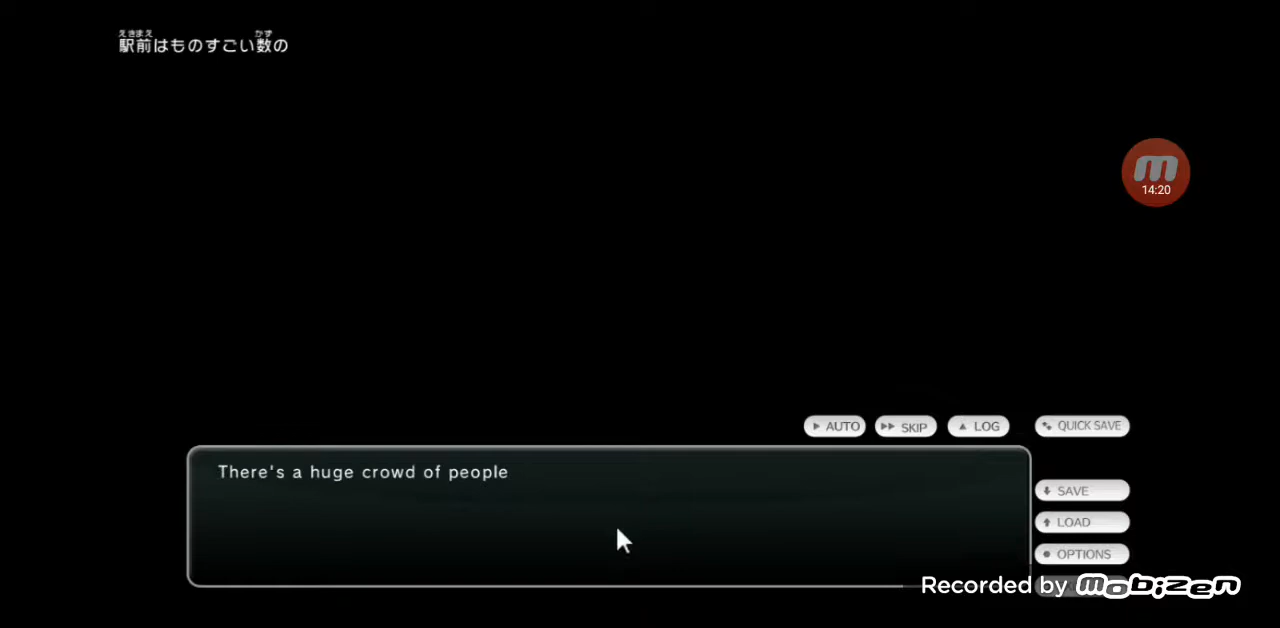 えきまえ かず
駅前はものすごい数の
14:20
AUTO SKIP LOG QUICK SAVE
There's a huge crowd of people
SAVE
LOAD
OPTIONS
Recorded by mobizen